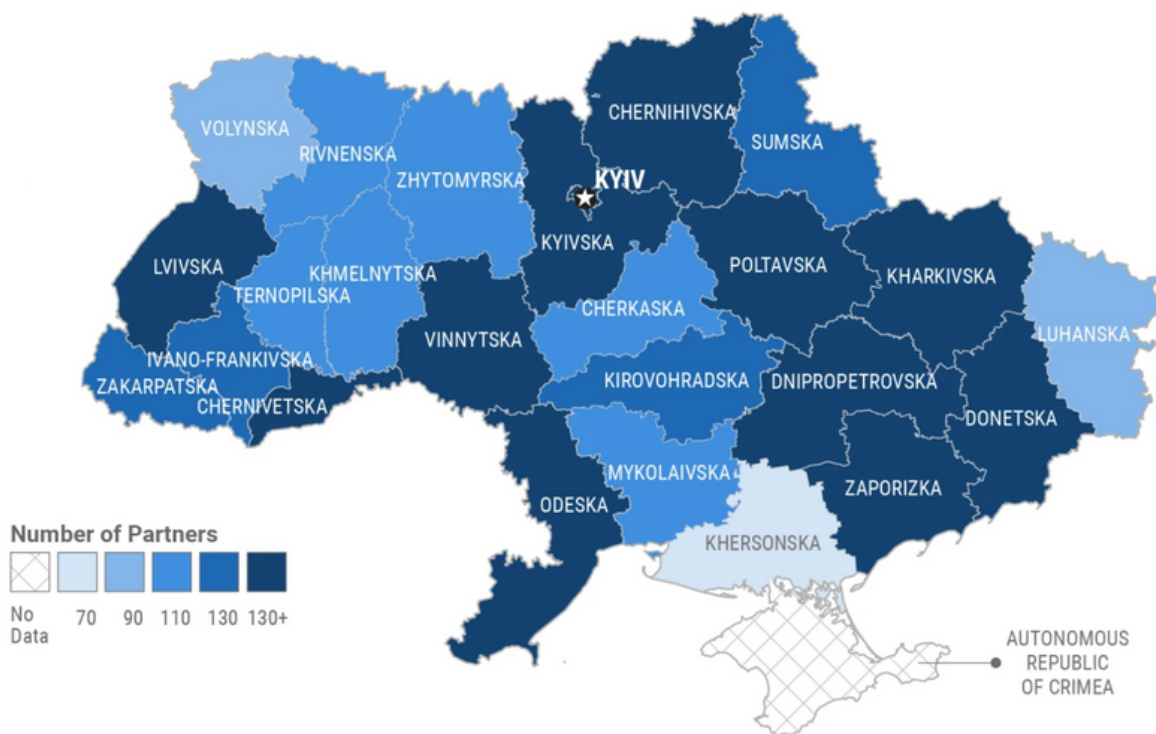 CHERNIHIVSKA
VOLYNSKA
SUMSKA
RIVNENSKA
ZHYTOMYRSKA
KYIV
KYIVSKA
LVIVSKA
POLTAVSKA
KHARKIVSKA
KHMELNYTSKA
TERNOPILSKA
CHERKASKA
LUHANSKA
VINNYTSKA
IVANO-FRANKIVSKA
ZAKARPATSKA
KIROVOHRADSKA
DNIPROPETROVSKA
CHERNIVETSKA
DONETSKA
MYKOLAIVSKA
ZAPORIZKA
ODESKA
KHERSONSKA
Number of Partners
No
Data
70
90
110
130
130+
AUTONOMOUS
REPUBLIC
OF CRIMEA